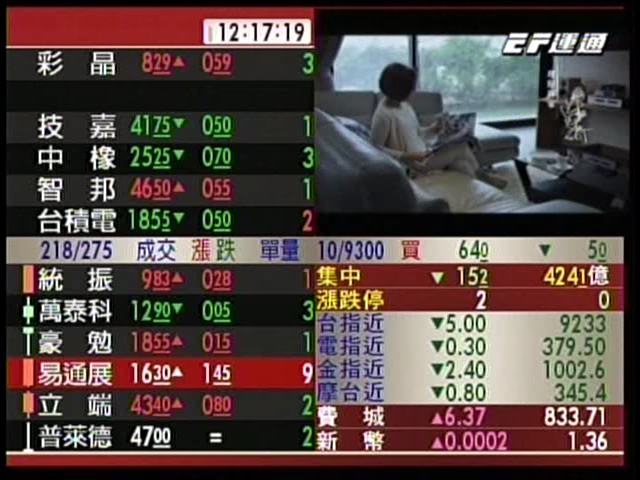 12:17:19
彩晶 829▲ 059 3
EF運通
技嘉 4175▼ 050 1
中橡 2525▼ 070 3
智邦 4650▲ 055 1
台積電 1855▼ 050 2
218/275 成交 漲跌 單量
10/9300 買 640 ▼ 50
統振 983▲ 028 1
萬泰科 1290▼ 005 3
豪勉 1855▲ 015 1
易通展 1630▲ 145 9
立端 4340▲ 080 2
普萊德 4700 = 2
集中 ▼ 152 4241億
漲跌停 2 0
台指近 ▼5.00 9233
電指近 ▼0.30 379.50
金指近 ▼2.40 1002.6
摩台近 ▼0.80 345.4
費城 ▲6.37 833.71
新幣 ▲0.0002 1.36